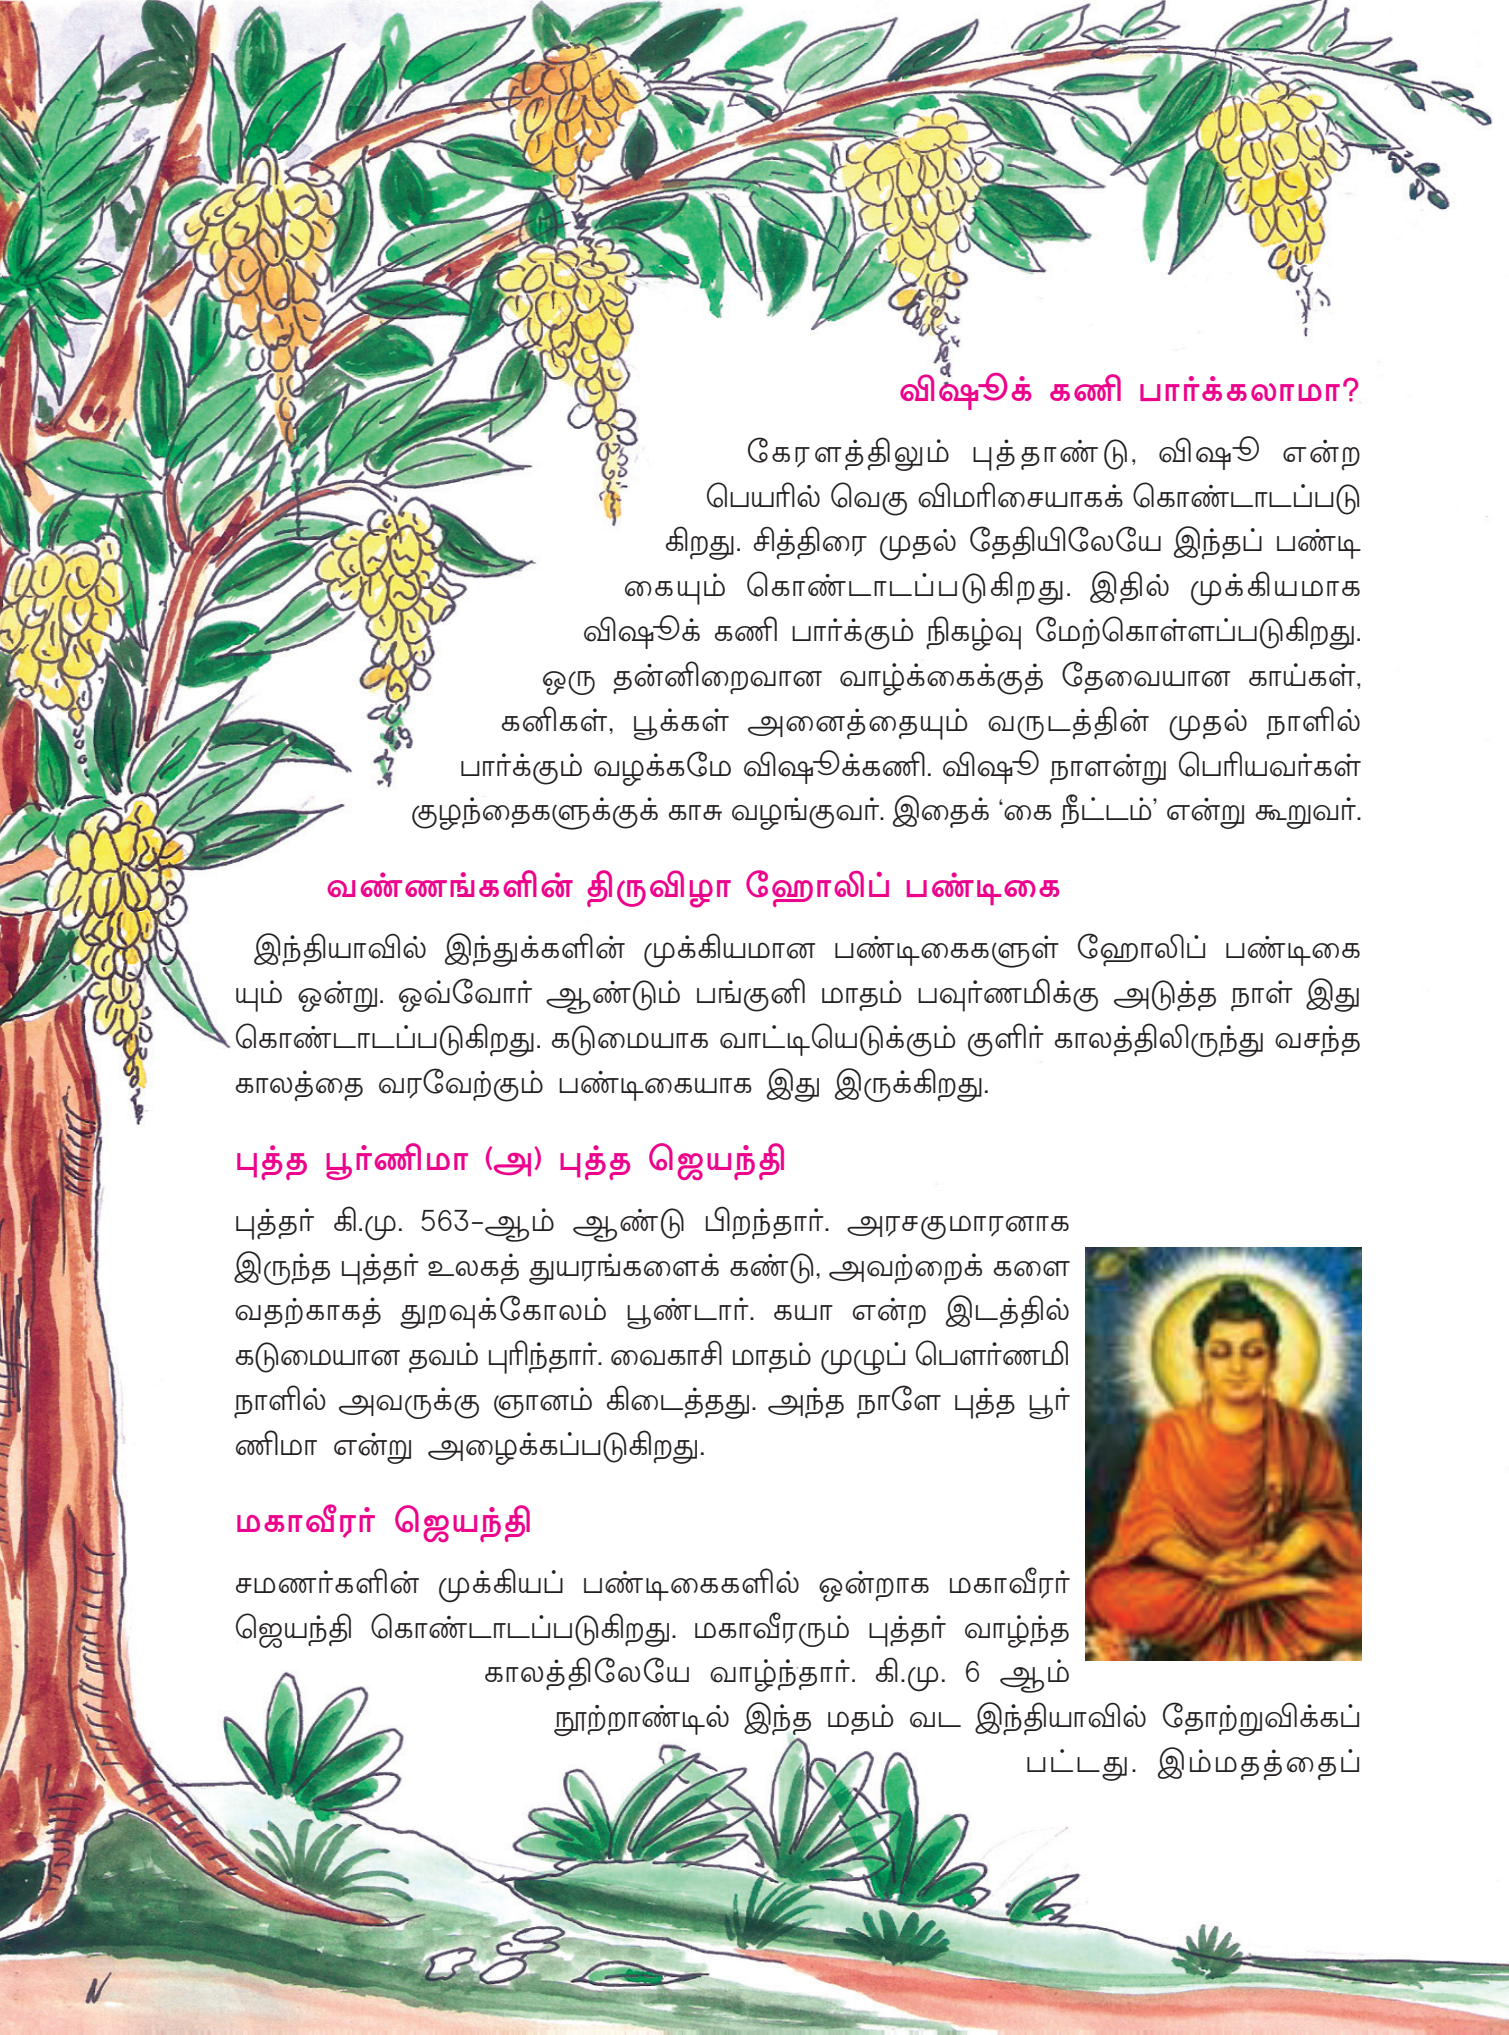 விஷூக் கணி பார்க்கலாமா?
கேரளத்திலும் புத்தாண்டு, விஷூ என்ற
பெயரில் வெகு விமரிசையாகக் கொண்டாடப்படு
கிறது. சித்திரை முதல் தேதியிலேயே இந்தப் பண்டி
கையும் கொண்டாடப்படுகிறது. இதில் முக்கியமாக
விஷூக் கணி பார்க்கும் நிகழ்வு மேற்கொள்ளப்படுகிறது.
ஒரு தன்னிறைவான வாழ்க்கைக்குத் தேவையான காய்கள்,
கனிகள், பூக்கள் அனைத்தையும் வருடத்தின் முதல் நாளில்
பார்க்கும் வழக்கமே விஷூக்கணி. விஷூ நாளன்று பெரியவர்கள்
குழந்தைகளுக்குக் காசு வழங்குவர். இதைக் ‘கை நீட்டம்’ என்று கூறுவர்.
வண்ணங்களின் திருவிழா ஹோலிப் பண்டிகை
இந்தியாவில் இந்துக்களின் முக்கியமான பண்டிகைகளுள் ஹோலிப் பண்டிகை
யும் ஒன்று. ஒவ்வோர் ஆண்டும் பங்குனி மாதம் பவுர்ணமிக்கு அடுத்த நாள் இது
கொண்டாடப்படுகிறது. கடுமையாக வாட்டியெடுக்கும் குளிர் காலத்திலிருந்து வசந்த
காலத்தை வரவேற்கும் பண்டிகையாக இது இருக்கிறது.
புத்த பூர்ணிமா (அ) புத்த ஜெயந்தி
புத்தர் கி.மு. 563-ஆம் ஆண்டு பிறந்தார். அரசகுமாரனாக
இருந்த புத்தர் உலகத் துயரங்களைக் கண்டு, அவற்றைக் களை
வதற்காகத் துறவுக்கோலம் பூண்டார். கயா என்ற இடத்தில்
கடுமையான தவம் புரிந்தார். வைகாசி மாதம் முழுப் பௌர்ணமி
நாளில் அவருக்கு ஞானம் கிடைத்தது. அந்த நாளே புத்த பூர்
ணிமா என்று அழைக்கப்படுகிறது.
மகாவீரர் ஜெயந்தி
சமணர்களின் முக்கியப் பண்டிகைகளில் ஒன்றாக மகாவீரர்
ஜெயந்தி கொண்டாடப்படுகிறது. மகாவீரரும் புத்தர் வாழ்ந்த
காலத்திலேயே வாழ்ந்தார். கி.மு. 6 ஆம்
நூற்றாண்டில் இந்த மதம் வட இந்தியாவில் தோற்றுவிக்கப்
பட்டது. இம்மதத்தைப்